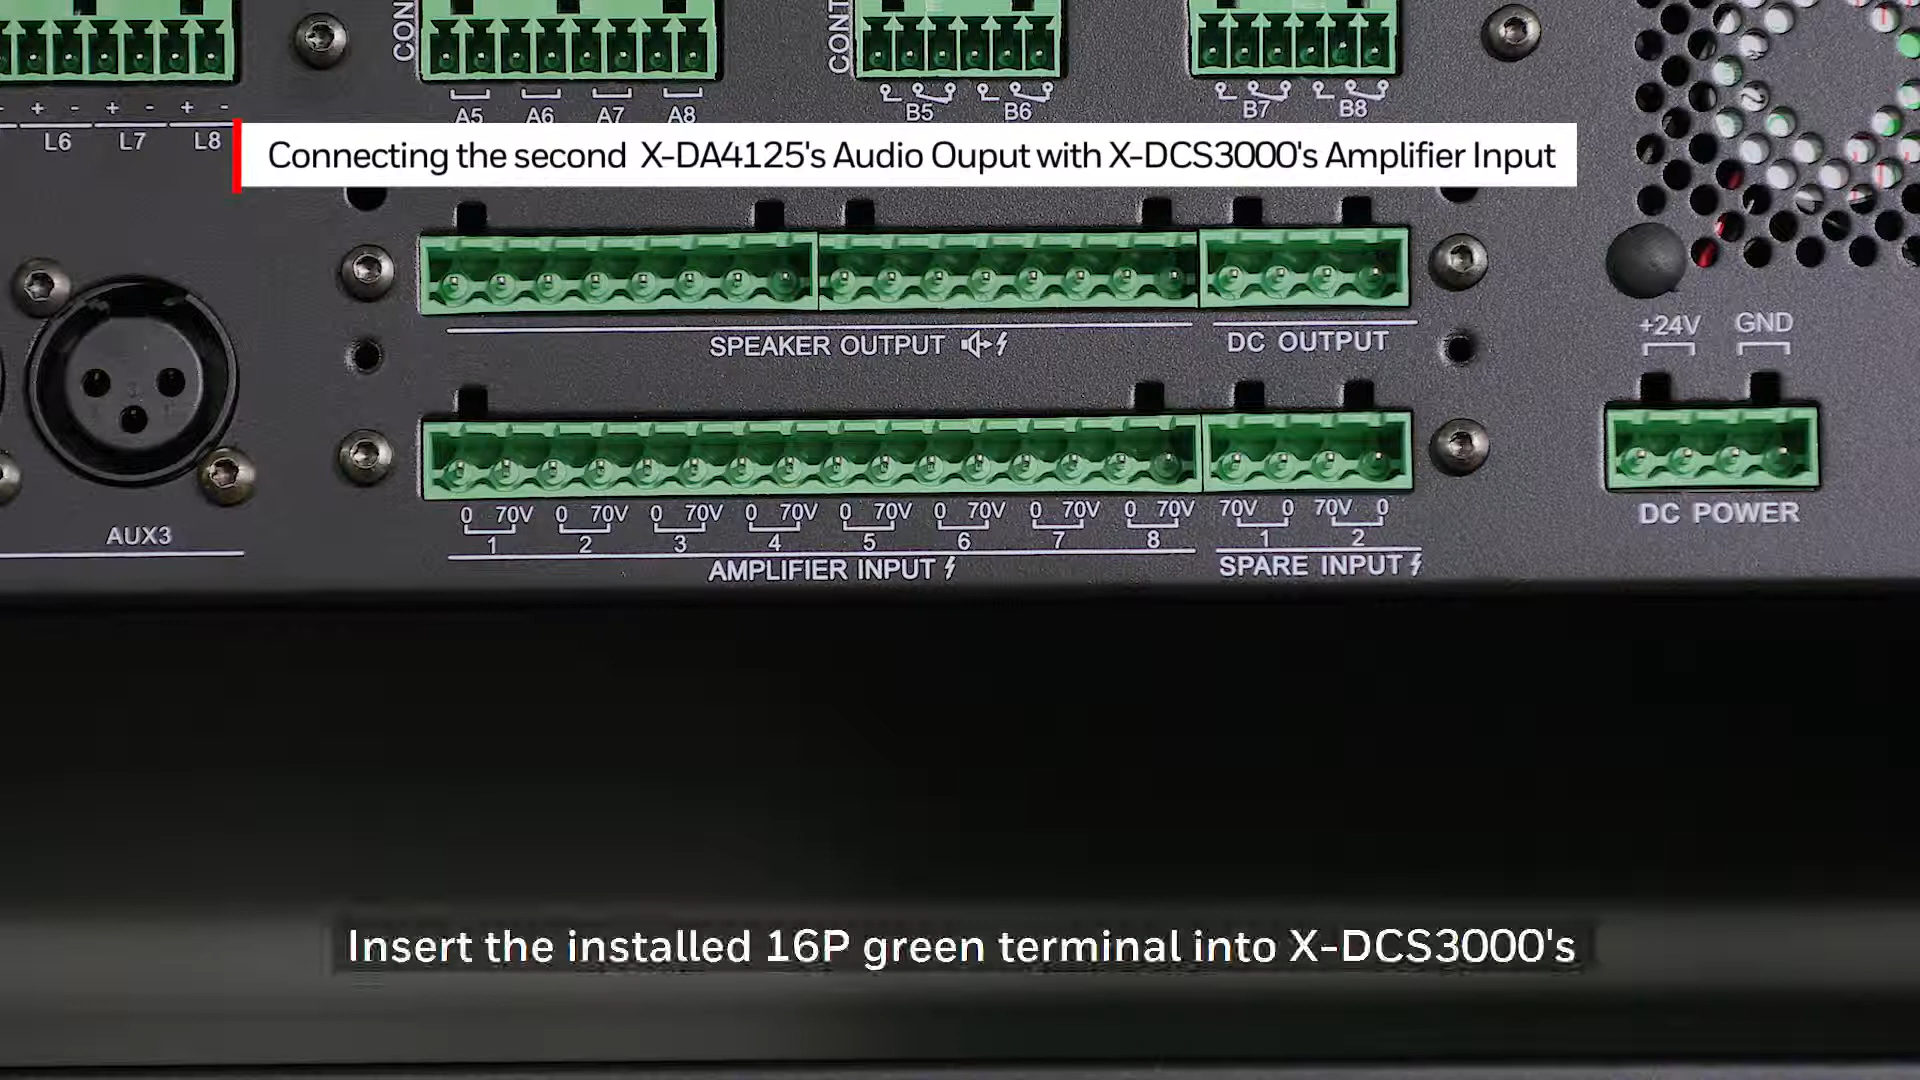 CON
CONT
+ - + - + -
L6 L7 L8
A5 A6 A7 A8
B5 B6
B7 B8
Connecting the second X-DA4125's Audio Ouput with X-DCS3000's Amplifier Input
SPEAKER OUTPUT
DC OUTPUT
+24V GND
DC POWER
AUX3
0 70V 0 70V 0 70V 0 70V 0 70V 0 70V 0 70V 0 70V
1 2 3 4 5 6 7 8
AMPLIFIER INPUT
70V 0 70V 0
1 2
SPARE INPUT
Insert the installed 16P green terminal into X-DCS3000's